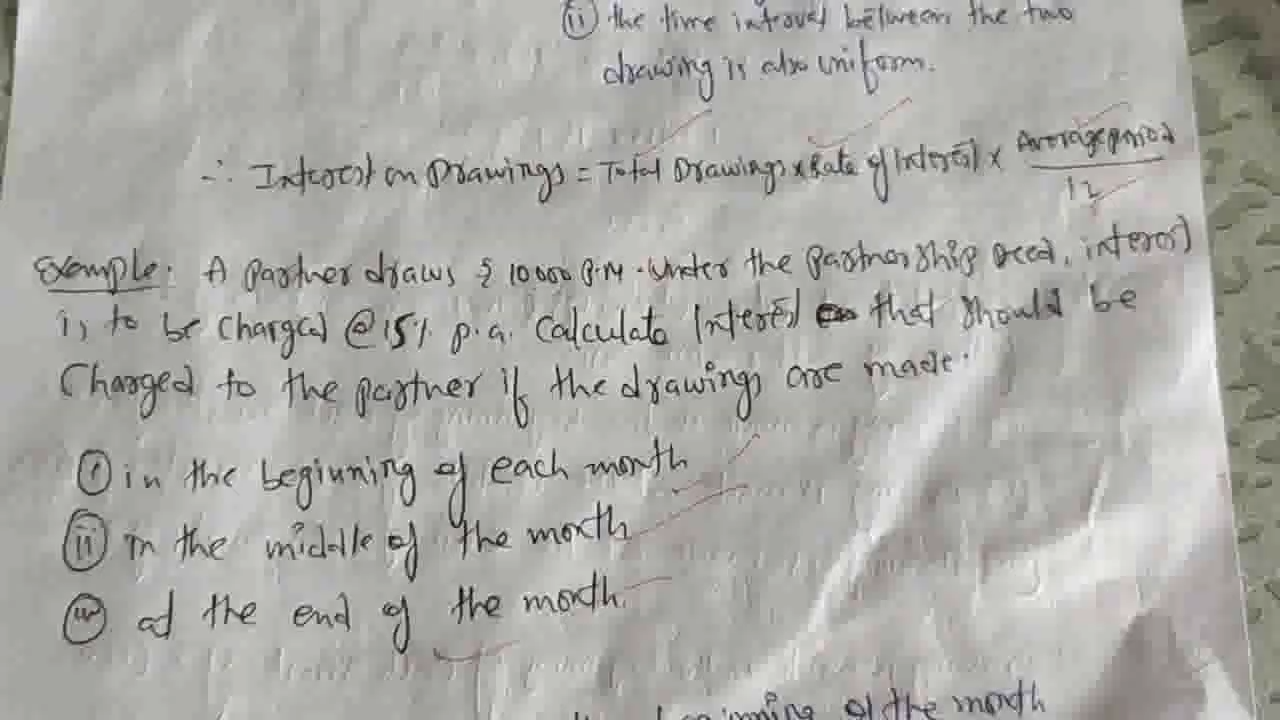 (ii) the time introval between the two
drawing is also uniform.
∴ Interest on Drawings = Total Drawings x Rate of Interest x Average period / 12
Example: A partner draws ₹ 10000 P.M. Under the partnership Deed, interest
is to be charged @ 15% p.a. Calculate Interest that should be
Charged to the partner if the drawings are made.
(i) in the beginning of each month
(ii) in the middle of the month
(iii) at the end of the month.
beginning of the month